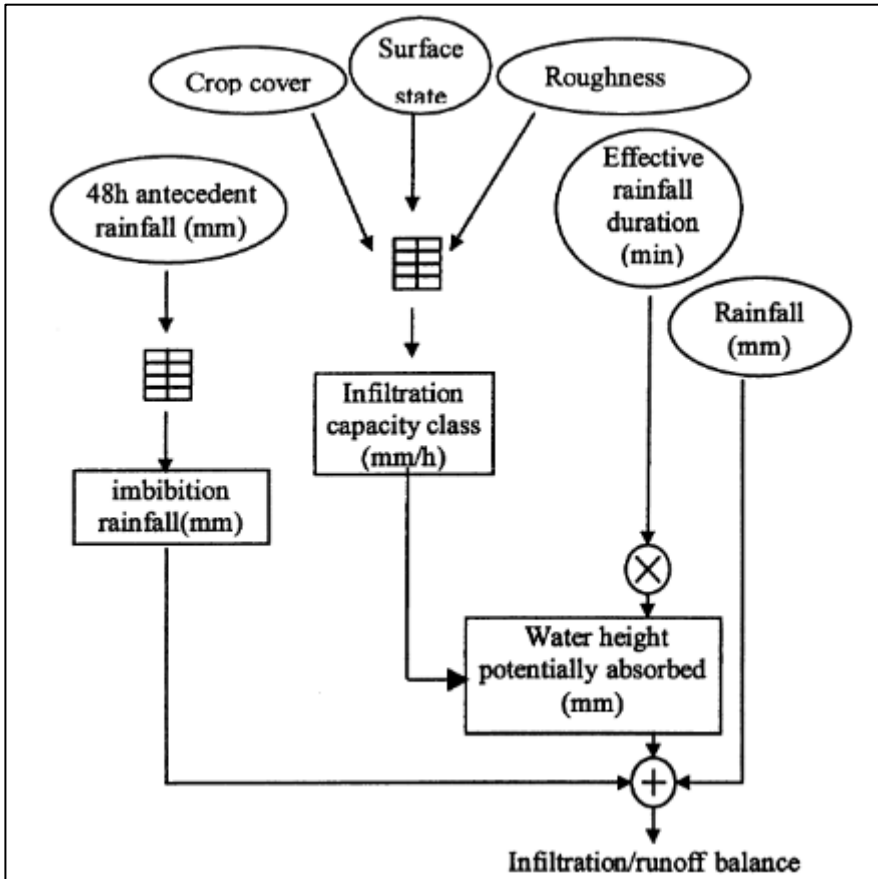 Crop cover
Surface
state
Roughness
48h antecedent
rainfall (mm)
Effective
rainfall
duration
(min)
Rainfall
(mm)
Infiltration
capacity class
(mm/h)
imbibition
rainfall(mm)
Water height
potentially absorbed
(mm)
Infiltration/runoff balance